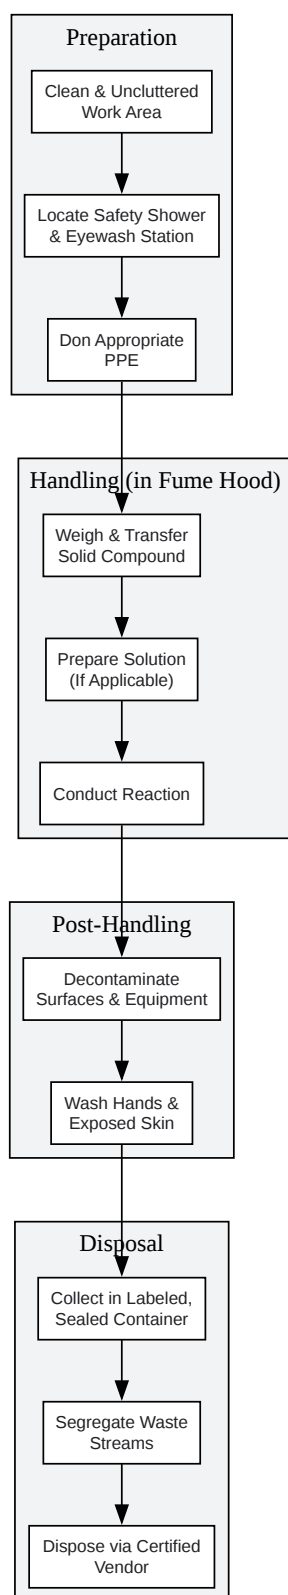 Preparation
Clean & Uncluttered
Work Area
Locate Safety Shower
& Eyewash Station
Don Appropriate
PPE
Handling (in Fume Hood)
Weigh & Transfer
Solid Compound
Prepare Solution
(If Applicable)
Conduct Reaction
Post-Handling
Decontaminate
Surfaces & Equipment
Wash Hands &
Exposed Skin
Disposal
Collect in Labeled,
Sealed Container
Segregate Waste
Streams
Dispose via Certified
Vendor